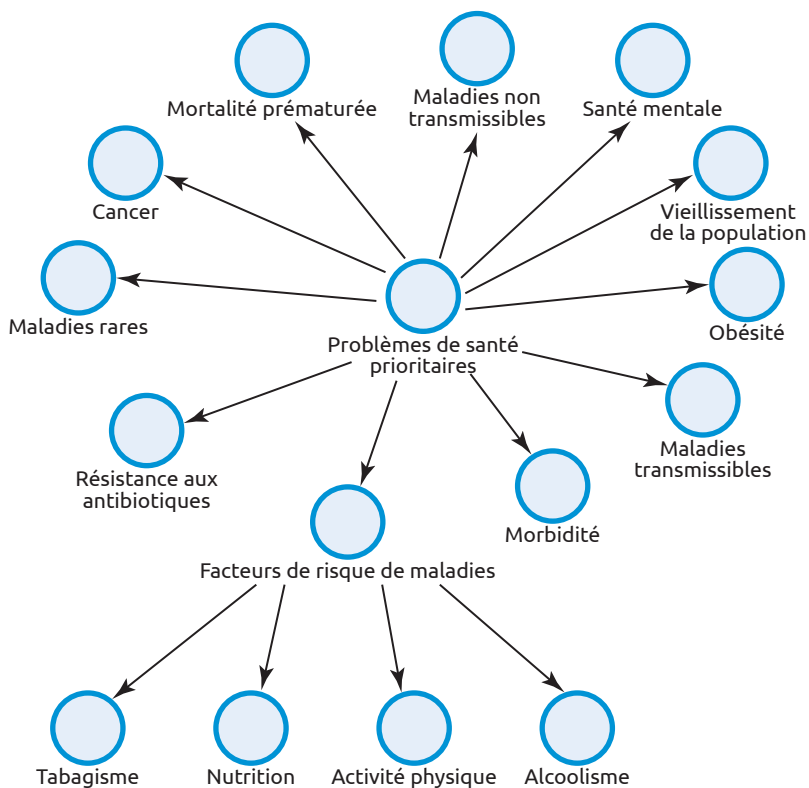 Mortalité prématurée
Maladies non
transmissibles
Santé mentale
Cancer
Vieillissement
de la population
Maladies rares
Obésité
Problèmes de santé
prioritaires
Maladies
transmissibles
Résistance aux
antibiotiques
Morbidité
Facteurs de risque de maladies
Tabagisme
Nutrition
Activité physique
Alcoolisme